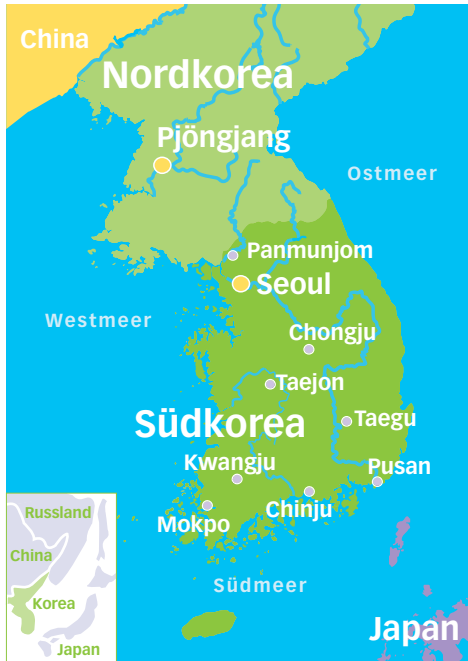 China
Nordkorea
Pjöngjang
Ostmeer
Panmunjom
Seoul
Westmeer
Chongju
Taejon
Südkorea
Taegu
Kwangju
Pusan
Mokpo
Chinju
Russland
China
Korea
Japan
Südmeer
Japan